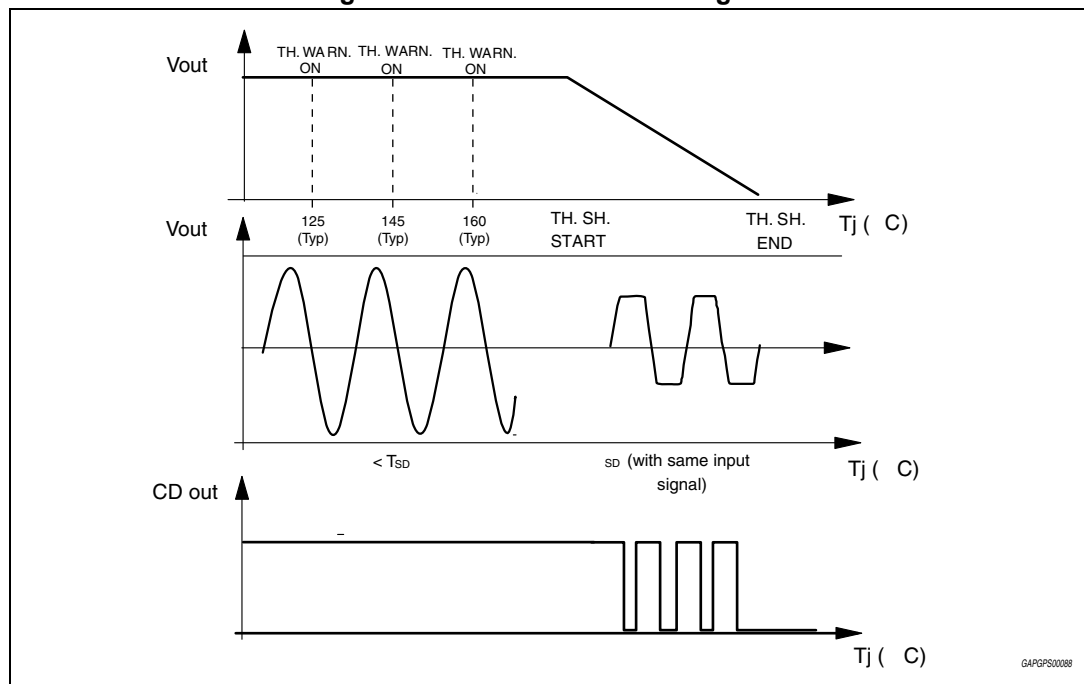 Vout
TH. WARN. TH. WARN. TH. WARN.
ON ON ON
125 145 160 TH. SH. TH. SH. Tj ( C)
(Typ) (Typ) (Typ) START END
Vout
< TSD SD (with same input
signal)
Tj ( C)
CD out
Tj ( C)
GAPGPS00088